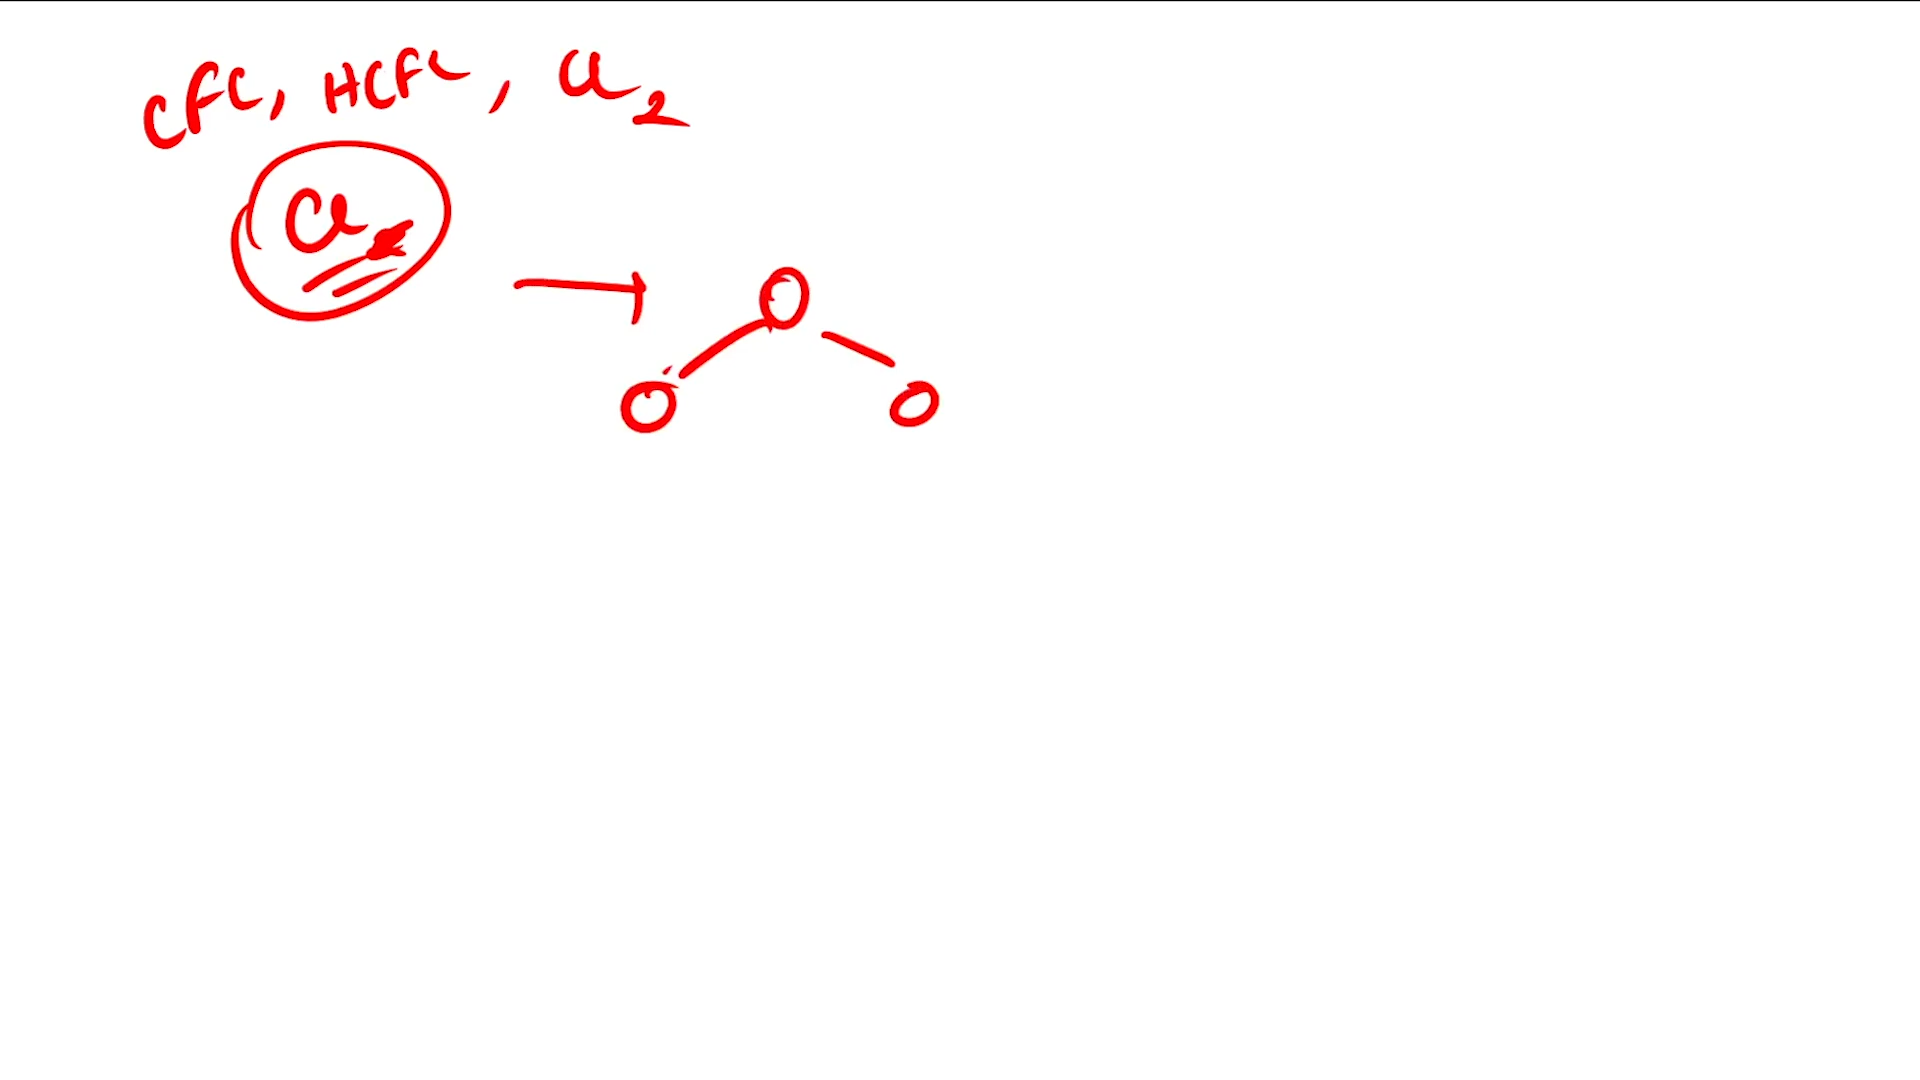 CFC, HCFC, Cl2
Cl
O
O O